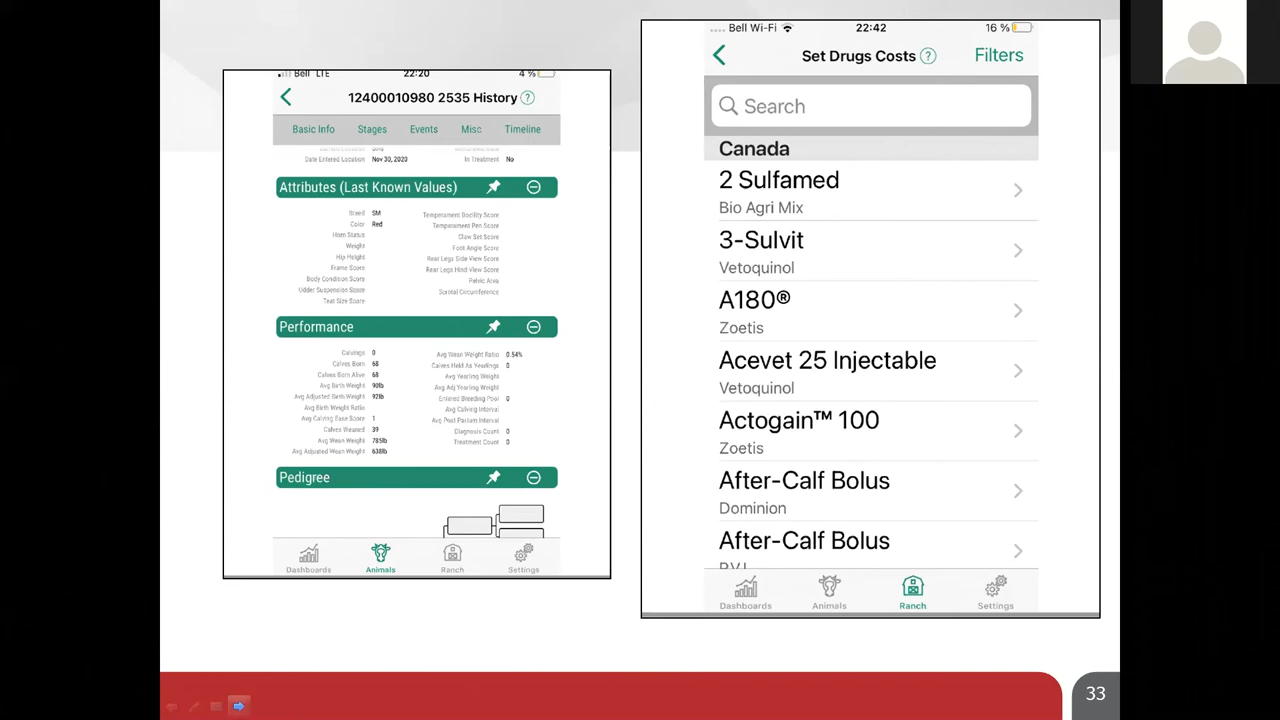 Bell LTE 22:20 4 %
12400010980 2535 History ?
Basic Info Stages Events Misc Timeline
Date Entered Location Nov 30, 2020 In Treatment No
Attributes (Last Known Values)
Breed SM
Color Red
Horn Status
Weight
Hip Height
Frame Score
Body Condition Score
Udder Suspension Score
Teat Size Score
Temperament Docility Score
Temperament Pen Score
Claw Set Score
Foot Angle Score
Rear Legs Side View Score
Rear Legs Hind View Score
Pelvic Area
Scrotal Circumference
Performance
Calvings 0
Calves Born 68
Calves Born Alive 68
Avg Birth Weight 90lb
Avg Adjusted Birth Weight 92lb
Avg Birth Weight Ratio
Avg Calving Ease Score 1
Calves Weaned 39
Avg Wean Weight 785lb
Avg Adjusted Wean Weight 638lb
Avg Wean Weight Ratio 0.54%
Calves Held As Yearlings 0
Avg Yearling Weight
Avg Adj Yearling Weight
Entered Breeding Pool 0
Avg Calving Interval
Avg Post Partum Interval
Diagnosis Count 0
Treatment Count 0
Pedigree
Dashboards Animals Ranch Settings
Bell Wi-Fi 22:42 16 %
Set Drugs Costs ? Filters
Search
Canada
2 Sulfamed
Bio Agri Mix
3-Sulvit
Vetoquinol
A180®
Zoetis
Acevet 25 Injectable
Vetoquinol
Actogain™ 100
Zoetis
After-Calf Bolus
Dominion
After-Calf Bolus
Dashboards Animals Ranch Settings
33